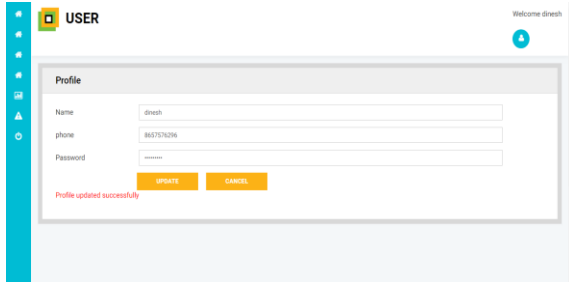 USER
Welcome dinesh
Profile
Name dinesh
phone 8657576296
Password ••••••••••
UPDATE CANCEL
Profile updated successfully